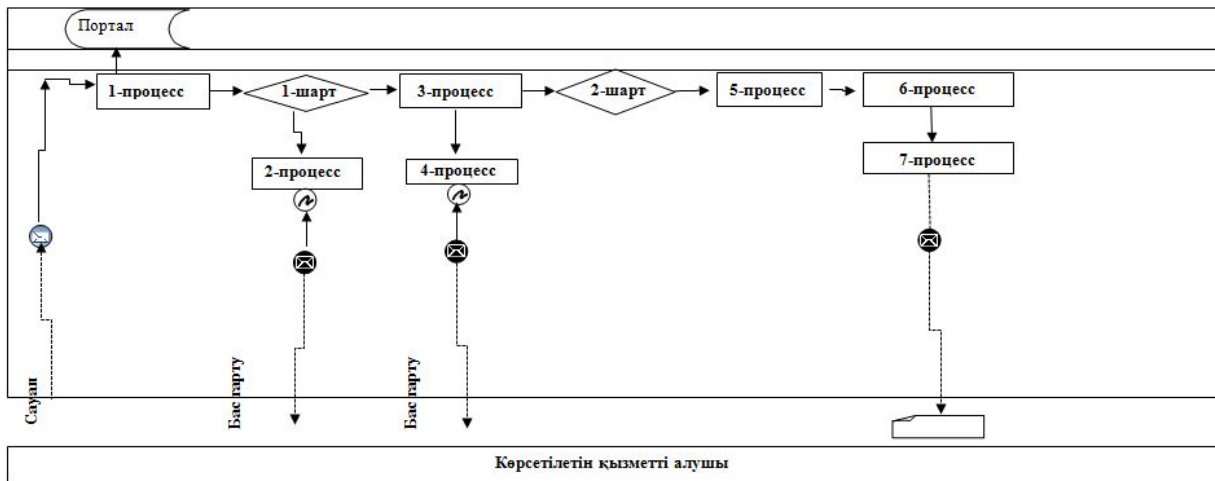 Портал
1-процесс
1-шарт
3-процесс
2-шарт
5-процесс
6-процесс
2-процесс
4-процесс
7-процесс
Сауап
Бас тарту
Бас тарту
Көрсетілетін қызметті алушы